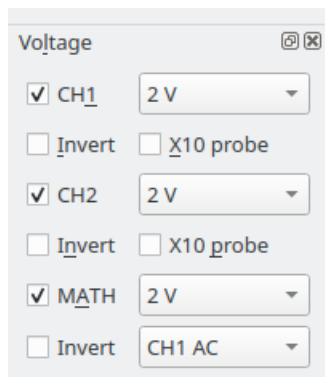 Voltage
CH1 2 V
Invert X10 probe
CH2 2 V
Invert X10 probe
MATH 2 V
Invert CH1 AC